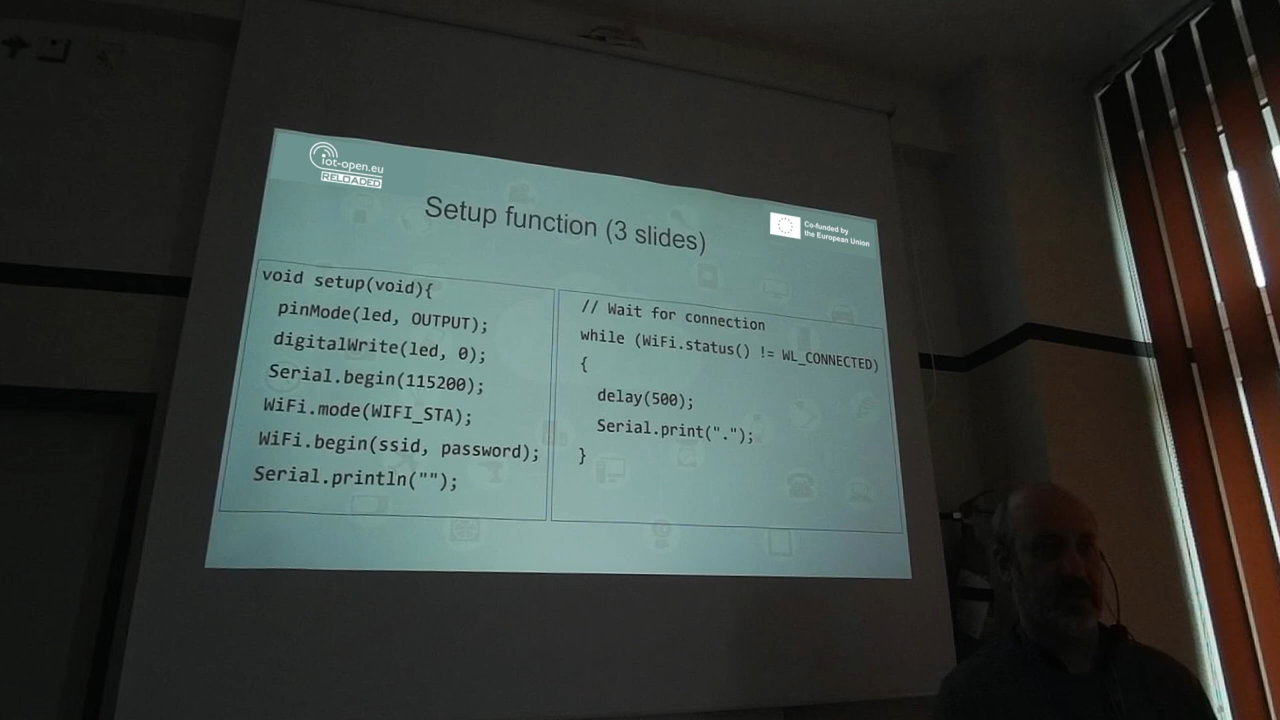 iot-open.eu
RELOADED
Setup function (3 slides)
Co-funded by
the European Union
void setup(void){
pinMode(led, OUTPUT);
digitalWrite(led, 0);
Serial.begin(115200);
WiFi.mode(WIFI_STA);
WiFi.begin(ssid, password);
Serial.println("");
// Wait for connection
while (WiFi.status() != WL_CONNECTED)
{
delay(500);
Serial.print(".");
}